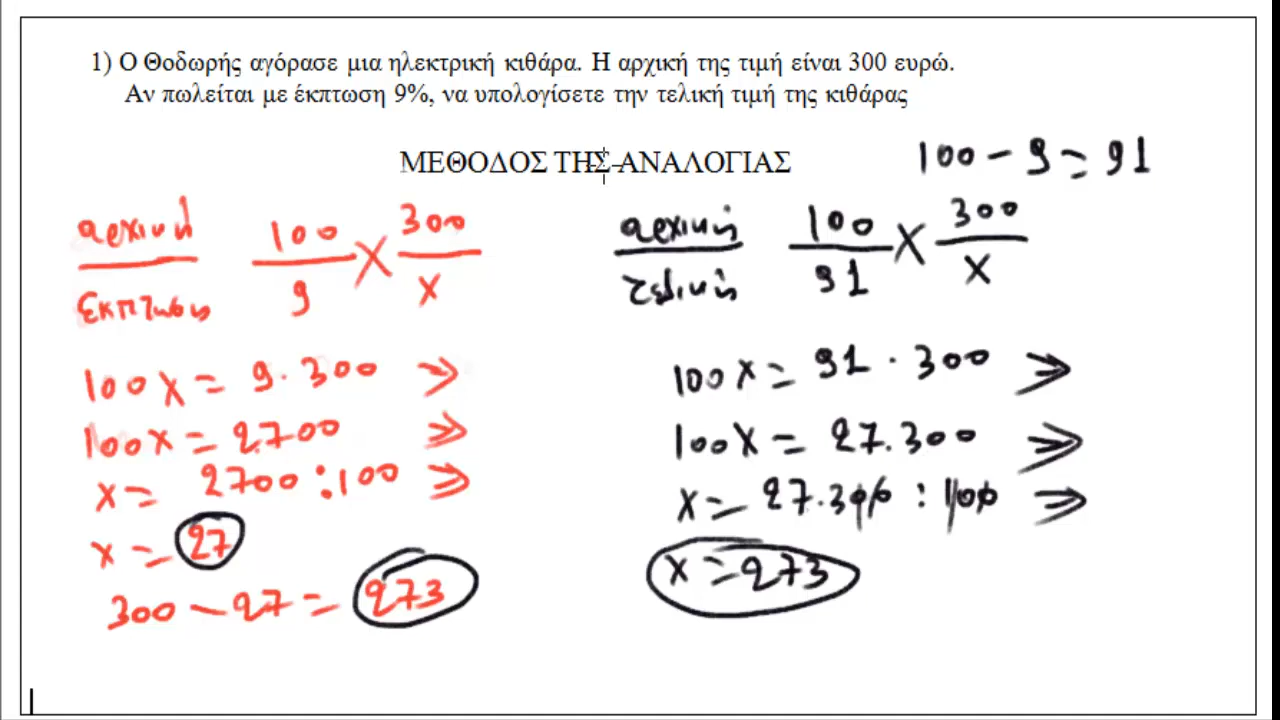 1) Ο Θοδωρής αγόρασε μια ηλεκτρική κιθάρα. Η αρχική της τιμή είναι 300 ευρώ.
Αν πωλείται με έκπτωση 9%, να υπολογίσετε την τελική τιμή της κιθάρας
ΜΕΘΟΔΟΣ ΤΗΣ ΑΝΑΛΟΓΙΑΣ
100 - 9 = 91
αρχική 100 300
έκπτωση 9 x
100x = 9 · 300 ⇒
100x = 2700 ⇒
x = 2700 : 100 ⇒
x = 27
300 - 27 = 273
αρχική 100 300
τελική 91 x
100x = 91 · 300 ⇒
100x = 27.300 ⇒
x = 27.300 : 100 ⇒
x = 273